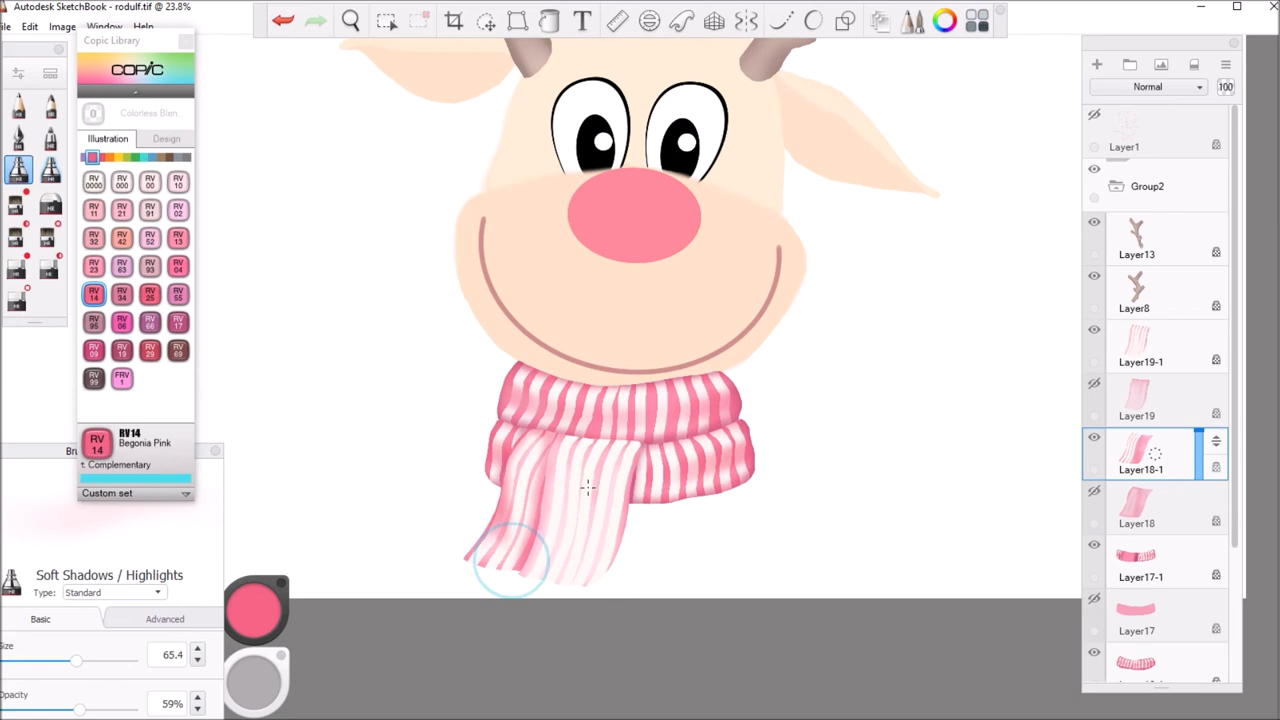 Autodesk SketchBook - rodulf.tif @ 23.8%
File Edit Image Window Help
Copic Library
COPIC
0 Colorless Blen..
Illustration Design
RV 0000 RV 000 RV 00 RV 10
RV 11 RV 21 RV 91 RV 02
RV 32 RV 42 RV 52 RV 13
RV 23 RV 63 RV 93 RV 04
RV 14 RV 34 RV 25 RV 55
RV 95 RV 06 RV 66 RV 17
RV 09 RV 19 RV 29 RV 69
RV 99 FRV 1
RV 14 RV 14
Begonia Pink
t. Complementary
Custom set
Soft Shadows / Highlights
Type: Standard
Basic Advanced
Size 65.4
Opacity 59%
Normal 100
Layer1
Group2
Layer13
Layer8
Layer19-1
Layer19
Layer18-1
Layer18
Layer17-1
Layer17